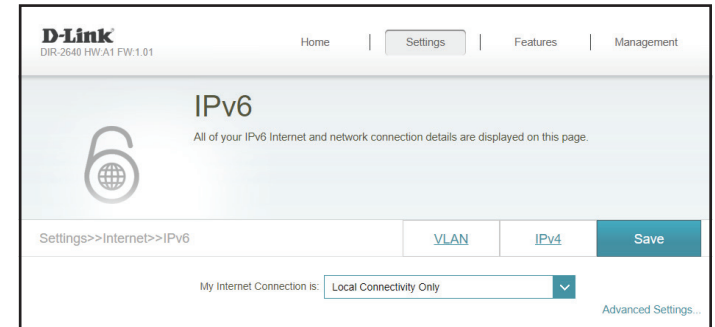 D-Link
DIR-2640 HW:A1 FW:1.01
Home | Settings | Features | Management
IPv6
All of your IPv6 Internet and network connection details are displayed on this page.
Settings>>Internet>>IPv6 VLAN IPv4 Save
My Internet Connection is: Local Connectivity Only
Advanced Settings...